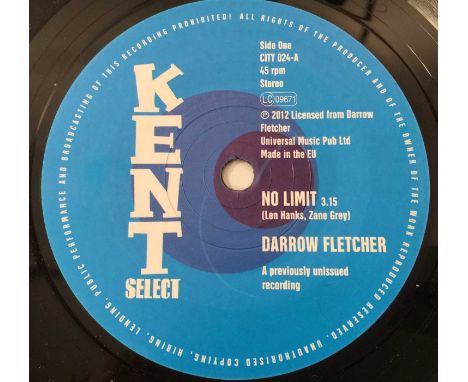 PUBLIC PERFORMANCE AND BROADCASTING OF THIS RECORDING PROHIBITED! ALL RIGHTS OF THE PRODUCER AND OF THE OWNER OF THE WORK REPRODUCED RESERVED. UNAUTHORISED COPYING, HIRING, LENDING,
KENT
SELECT
Side One
CITY 024-A
45 rpm
Stereo
LC 09671
℗ 2012 Licensed from Darrow
Fletcher
Universal Music Pub Ltd
Made in the EU
NO LIMIT 3.15
(Len Hanks, Zane Grey)
DARROW FLETCHER
A previously unissued
recording